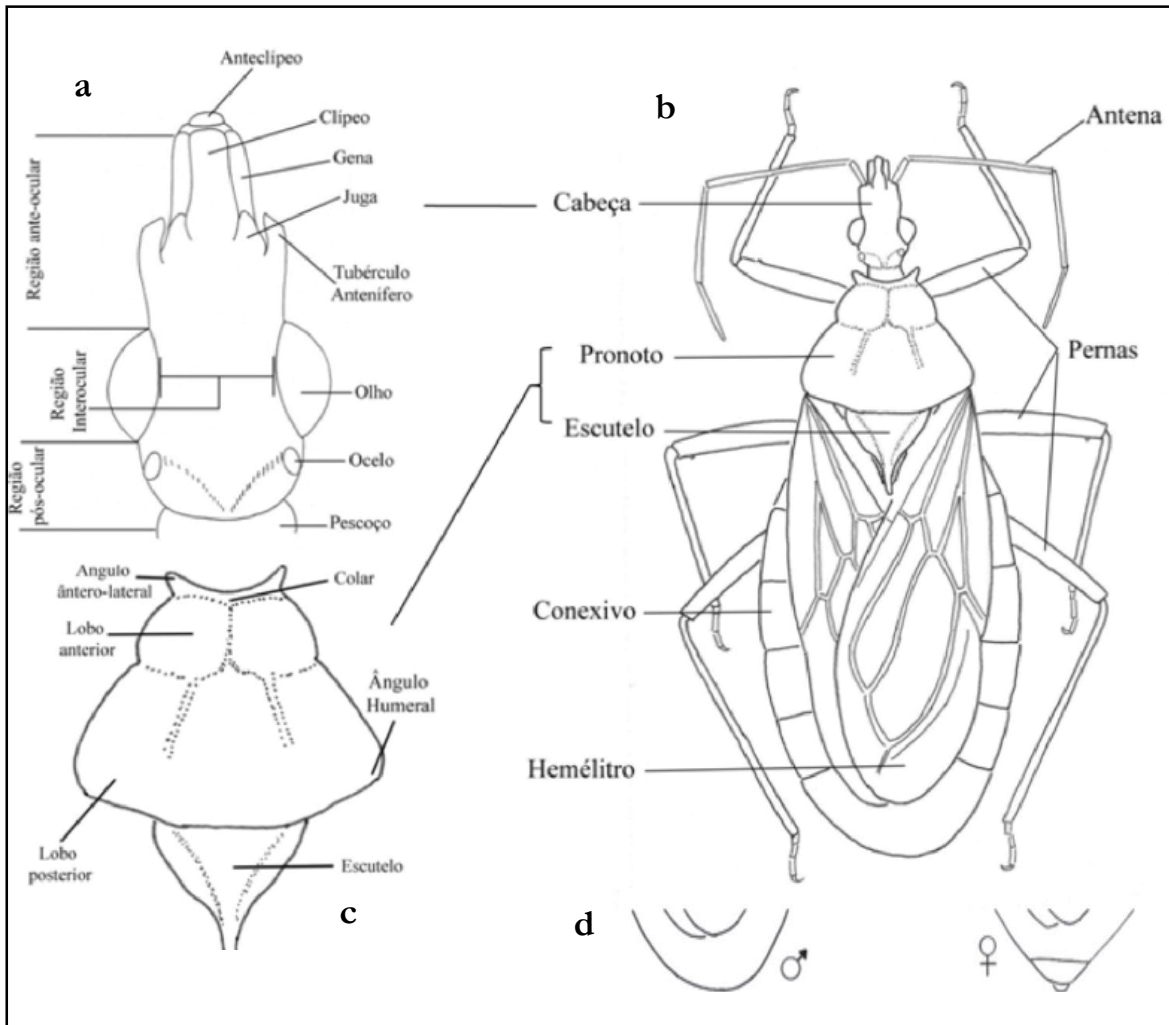 a
Anteclípeo
Clípeo
Gena
Juga
Tubérculo
Antenífero
Região ante-ocular
Região
Interocular
Olho
Ocelo
Região
pós-ocular
Pescoço
b
Antena
Cabeça
Pronoto
Pernas
Escutelo
Conexivo
Hemélitro
Angulo
ântero-lateral
Colar
Lobo
anterior
Ângulo
Humeral
Lobo
posterior
Escutelo
c
d
♂
♀